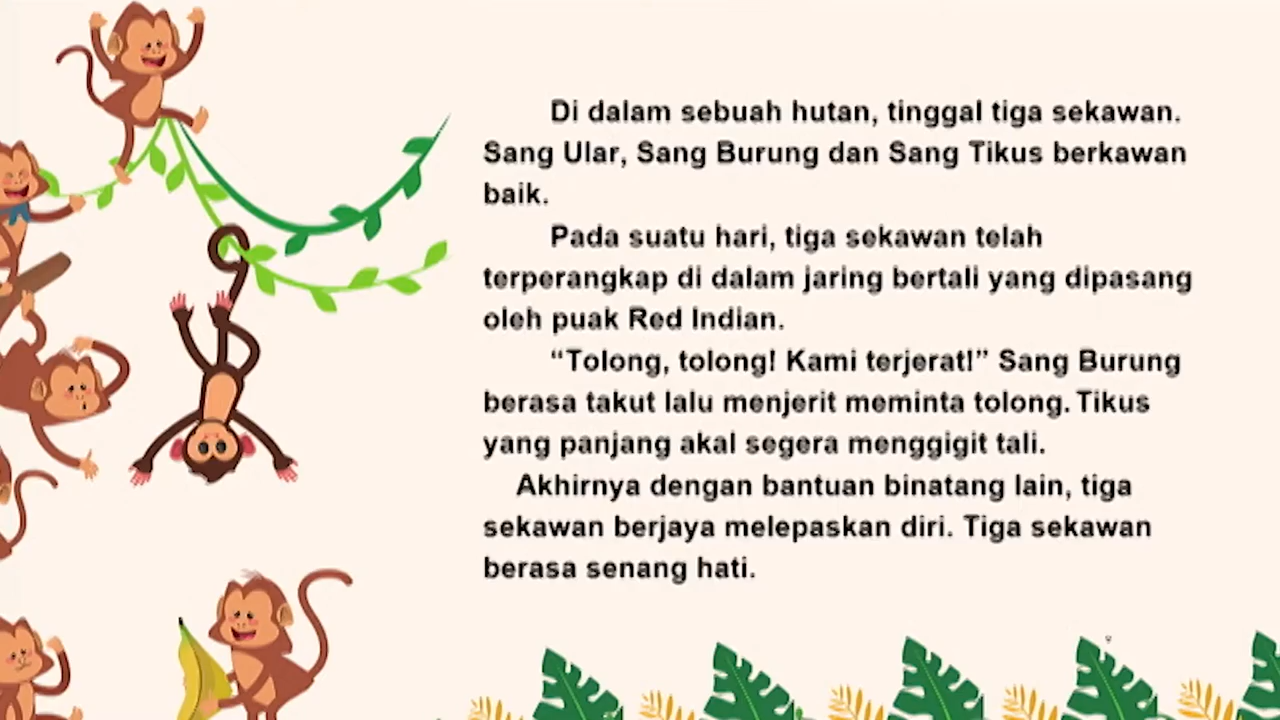 Di dalam sebuah hutan, tinggal tiga sekawan.
Sang Ular, Sang Burung dan Sang Tikus berkawan
baik.
Pada suatu hari, tiga sekawan telah
terperangkap di dalam jaring bertali yang dipasang
oleh puak Red Indian.
“Tolong, tolong! Kami terjerat!” Sang Burung
berasa takut lalu menjerit meminta tolong. Tikus
yang panjang akal segera menggigit tali.
Akhirnya dengan bantuan binatang lain, tiga
sekawan berjaya melepaskan diri. Tiga sekawan
berasa senang hati.